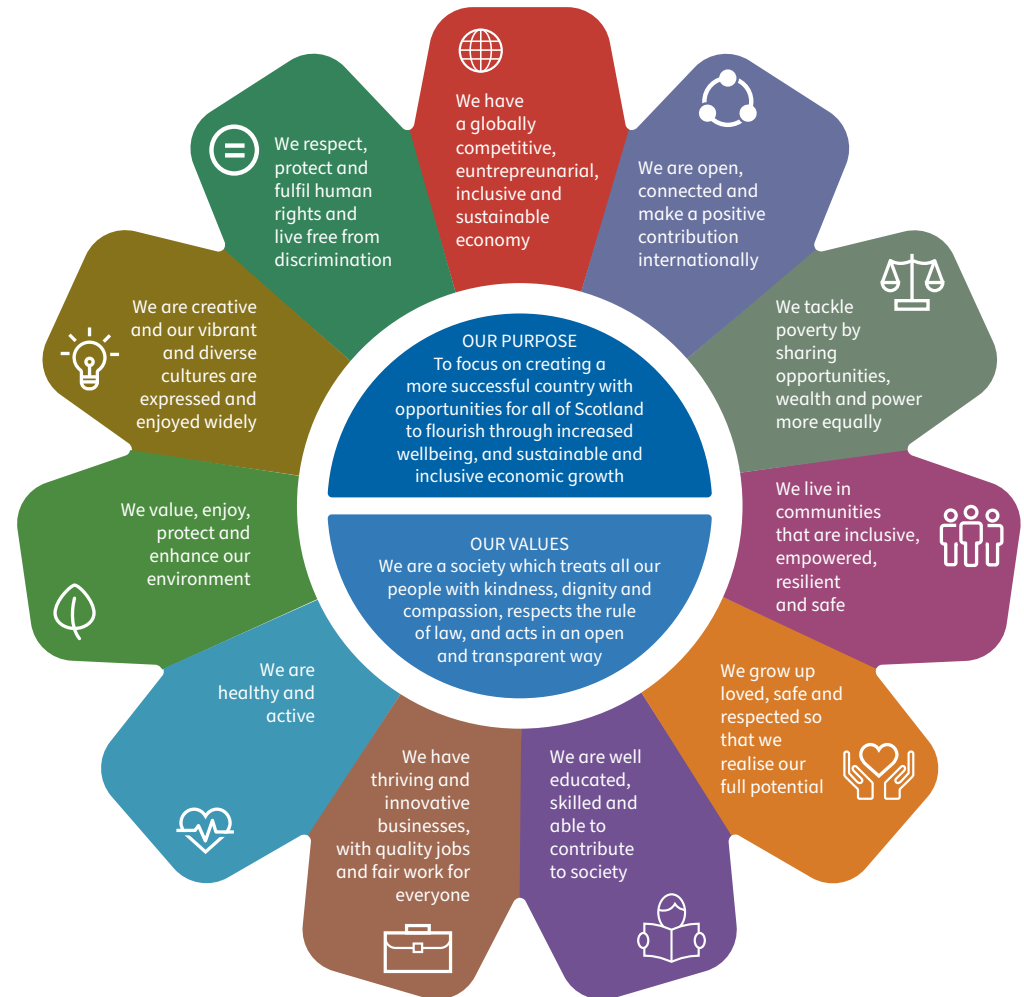 We have
a globally
competitive,
euntrepreunarial,
inclusive and
sustainable
economy
We are open,
connected and
make a positive
contribution
internationally
We tackle
poverty by
sharing
opportunities,
wealth and power
more equally
We live in
communities
that are inclusive,
empowered,
resilient
and safe
We grow up
loved, safe and
respected so
that we
realise our
full potential
We are well
educated,
skilled and
able to
contribute
to society
We have
thriving and
innovative
businesses,
with quality jobs
and fair work for
everyone
We are
healthy and
active
We value, enjoy,
protect and
enhance our
environment
We are creative
and our vibrant
and diverse
cultures are
expressed and
enjoyed widely
We respect,
protect and
fulfil human
rights and
live free from
discrimination
OUR PURPOSE
To focus on creating a
more successful country with
opportunities for all of Scotland
to flourish through increased
wellbeing, and sustainable and
inclusive economic growth
OUR VALUES
We are a society which treats all our
people with kindness, dignity and
compassion, respects the rule
of law, and acts in an open
and transparent way